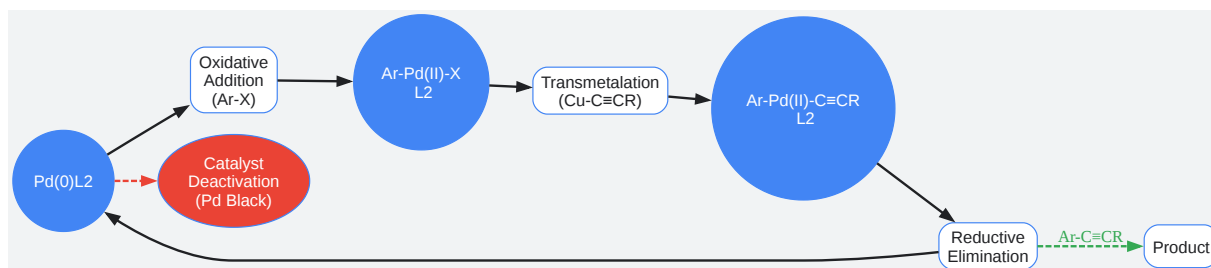 Pd(0)L2
Oxidative
Addition
(Ar-X)
Catalyst
Deactivation
(Pd Black)
Ar-Pd(II)-X
L2
Transmetalation
(Cu-C≡CR)
Ar-Pd(II)-C≡CR
L2
Reductive
Elimination
Ar-C≡CR
Product